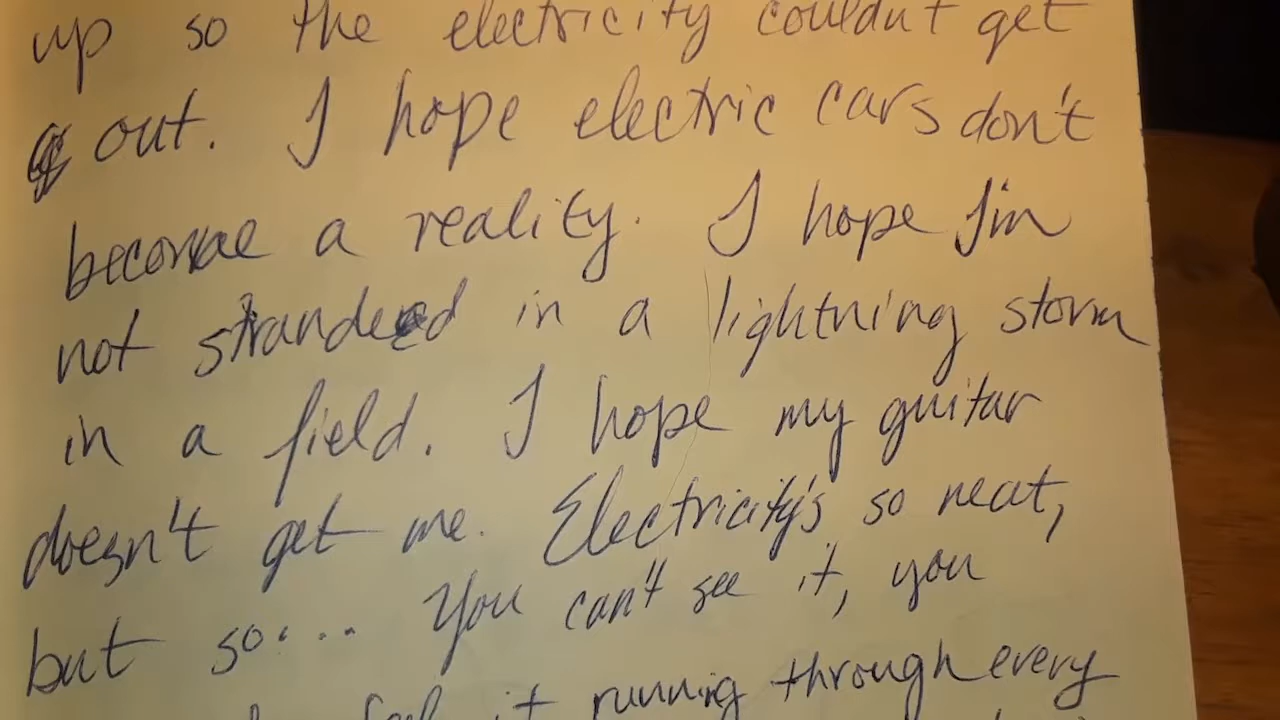 up so the electricity couldn't get
out. I hope electric cars don't
become a reality. I hope I'm
not stranded in a lightning storm
in a field. I hope my guitar
doesn't get me. Electricity's so neat,
but so.... You can't see it, you
feel it running through every